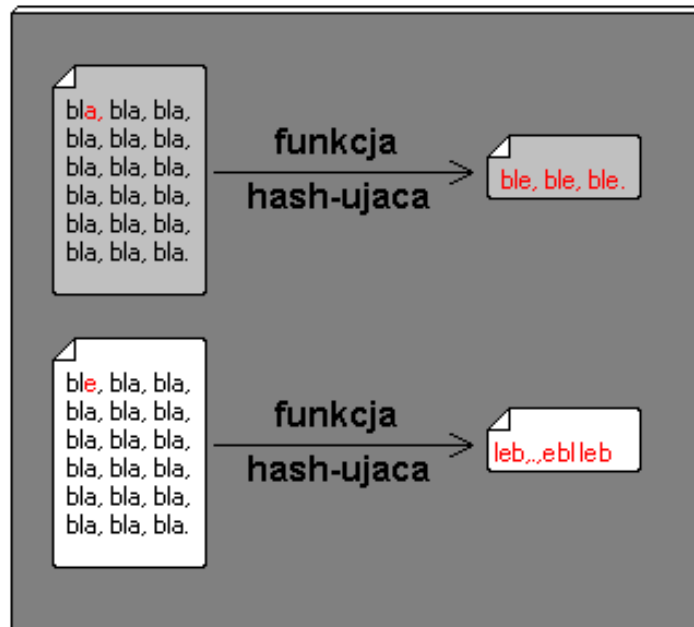 bla, bla, bla,
bla, bla, bla,
bla, bla, bla,
bla, bla, bla,
bla, bla, bla,
bla, bla, bla.
funkcja
hash-ujaca
ble, ble, ble.
ble, bla, bla,
bla, bla, bla,
bla, bla, bla,
bla, bla, bla,
bla, bla, bla,
bla, bla, bla.
funkcja
hash-ujaca
leb,.,ebl leb